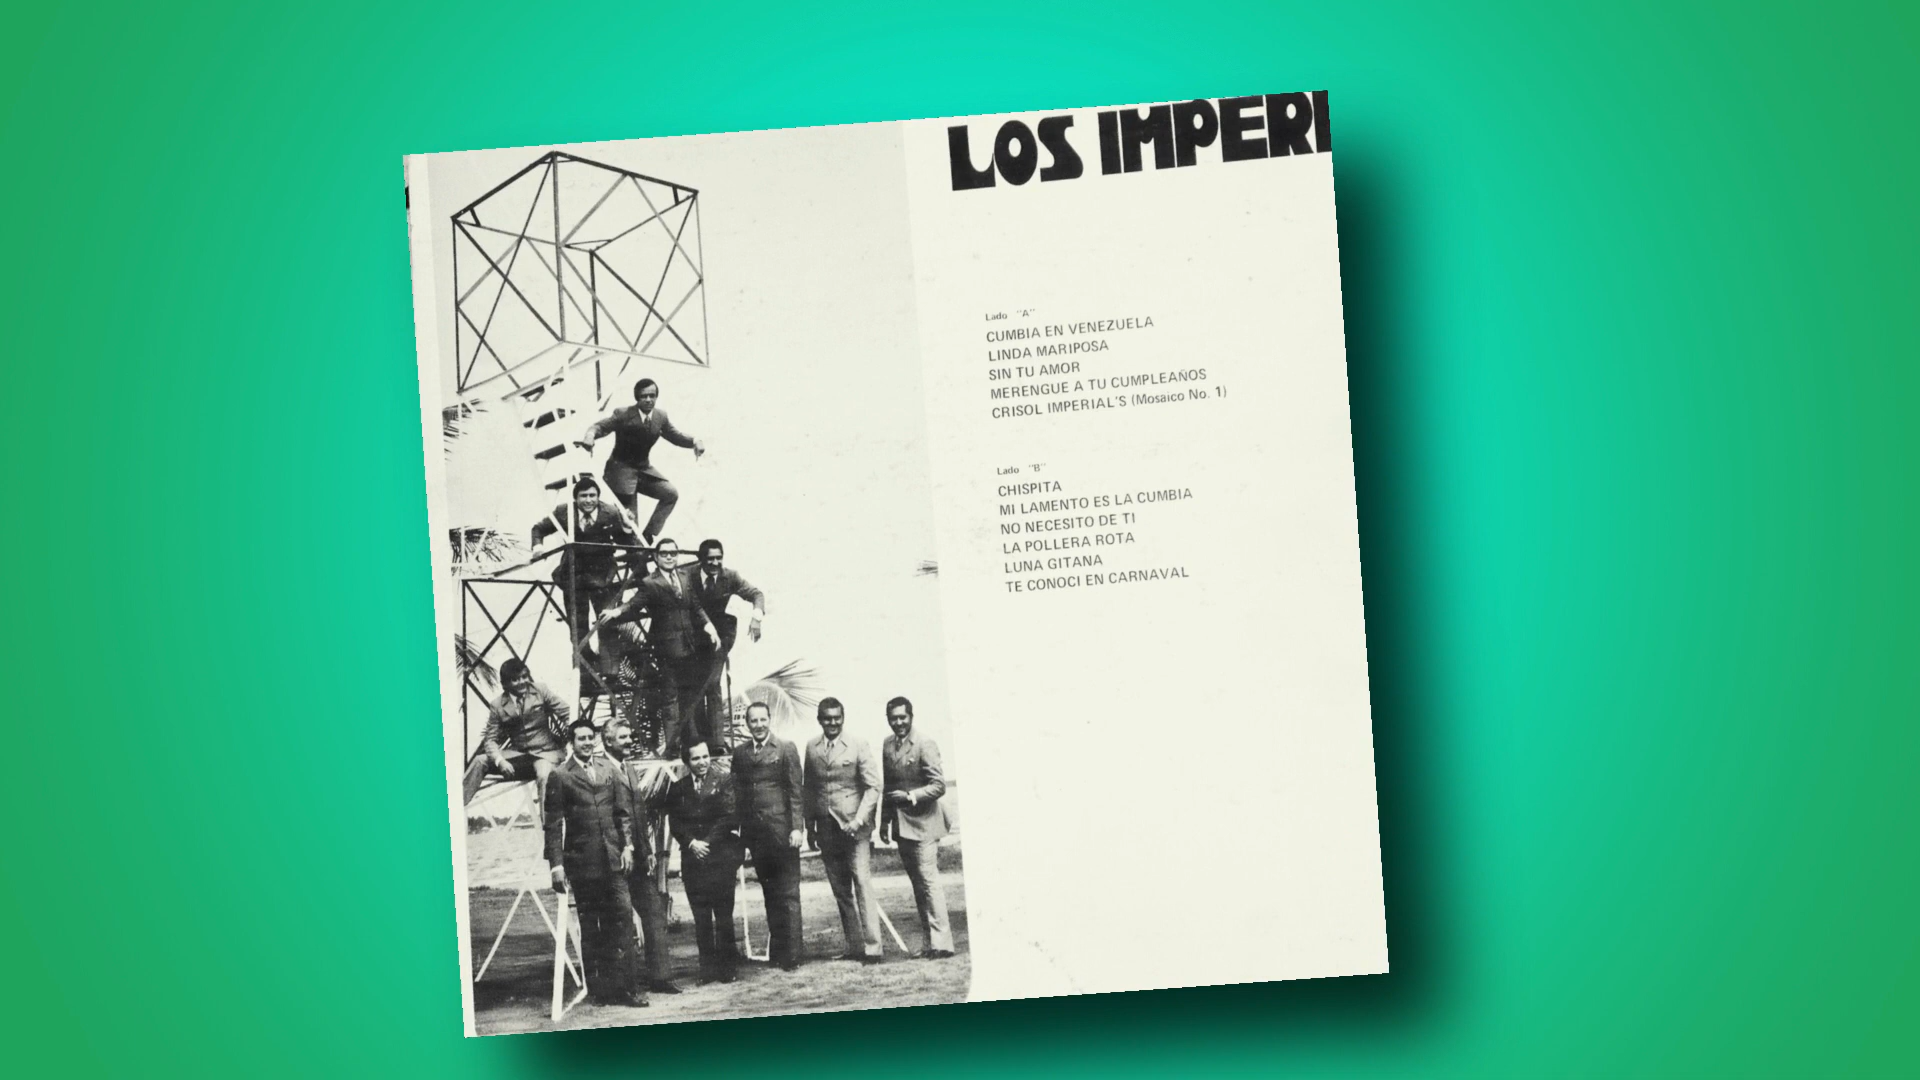 LOS IMPERI
Lado "A"
CUMBIA EN VENEZUELA
LINDA MARIPOSA
SIN TU AMOR
MERENGUE A TU CUMPLEAÑOS
CRISOL IMPERIAL'S (Mosaico No. 1)
Lado "B"
CHISPITA
MI LAMENTO ES LA CUMBIA
NO NECESITO DE TI
LA POLLERA ROTA
LUNA GITANA
TE CONOCI EN CARNAVAL